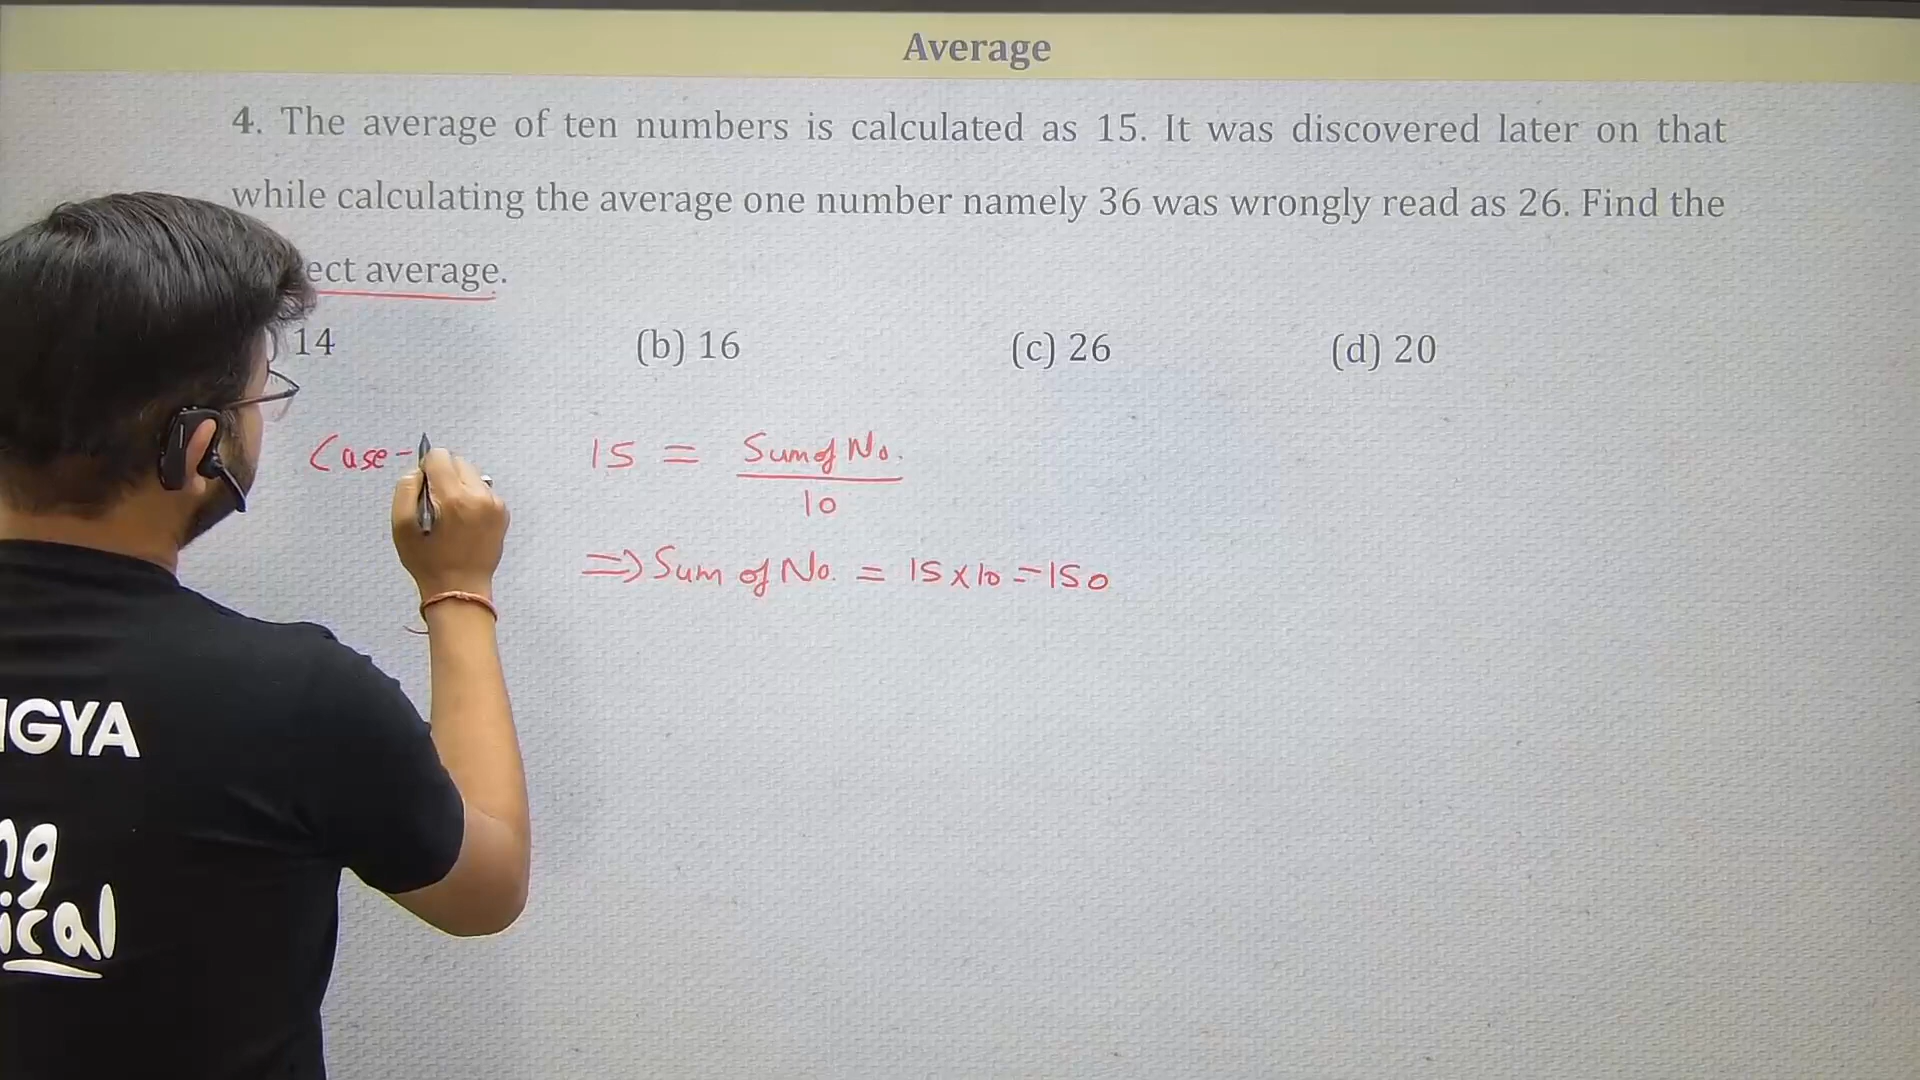 Average
4. The average of ten numbers is calculated as 15. It was discovered later on that
while calculating the average one number namely 36 was wrongly read as 26. Find the
ect average.
14 (b) 16 (c) 26 (d) 20
Case - 15 = Sum of No.
10
⇒ Sum of No. = 15 × 10 = 150
IGYA
ng
ical